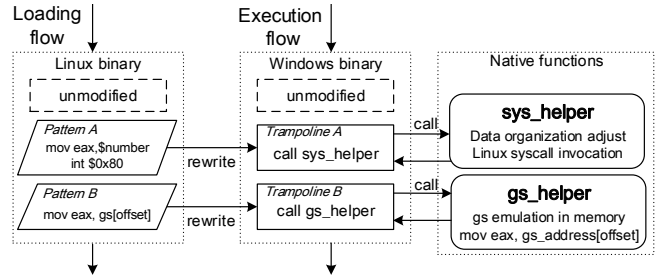 Loading
flow
Execution
flow
Linux binary
Windows binary
Native functions
unmodified
unmodified
Pattern A
mov eax,$number
int $0x80
rewrite
Trampoline A
call sys_helper
call
sys_helper
Data organization adjust
Linux syscall invocation
Pattern B
mov eax, gs[offset]
rewrite
Trampoline B
call gs_helper
call
gs_helper
gs emulation in memory
mov eax, gs_address[offset]